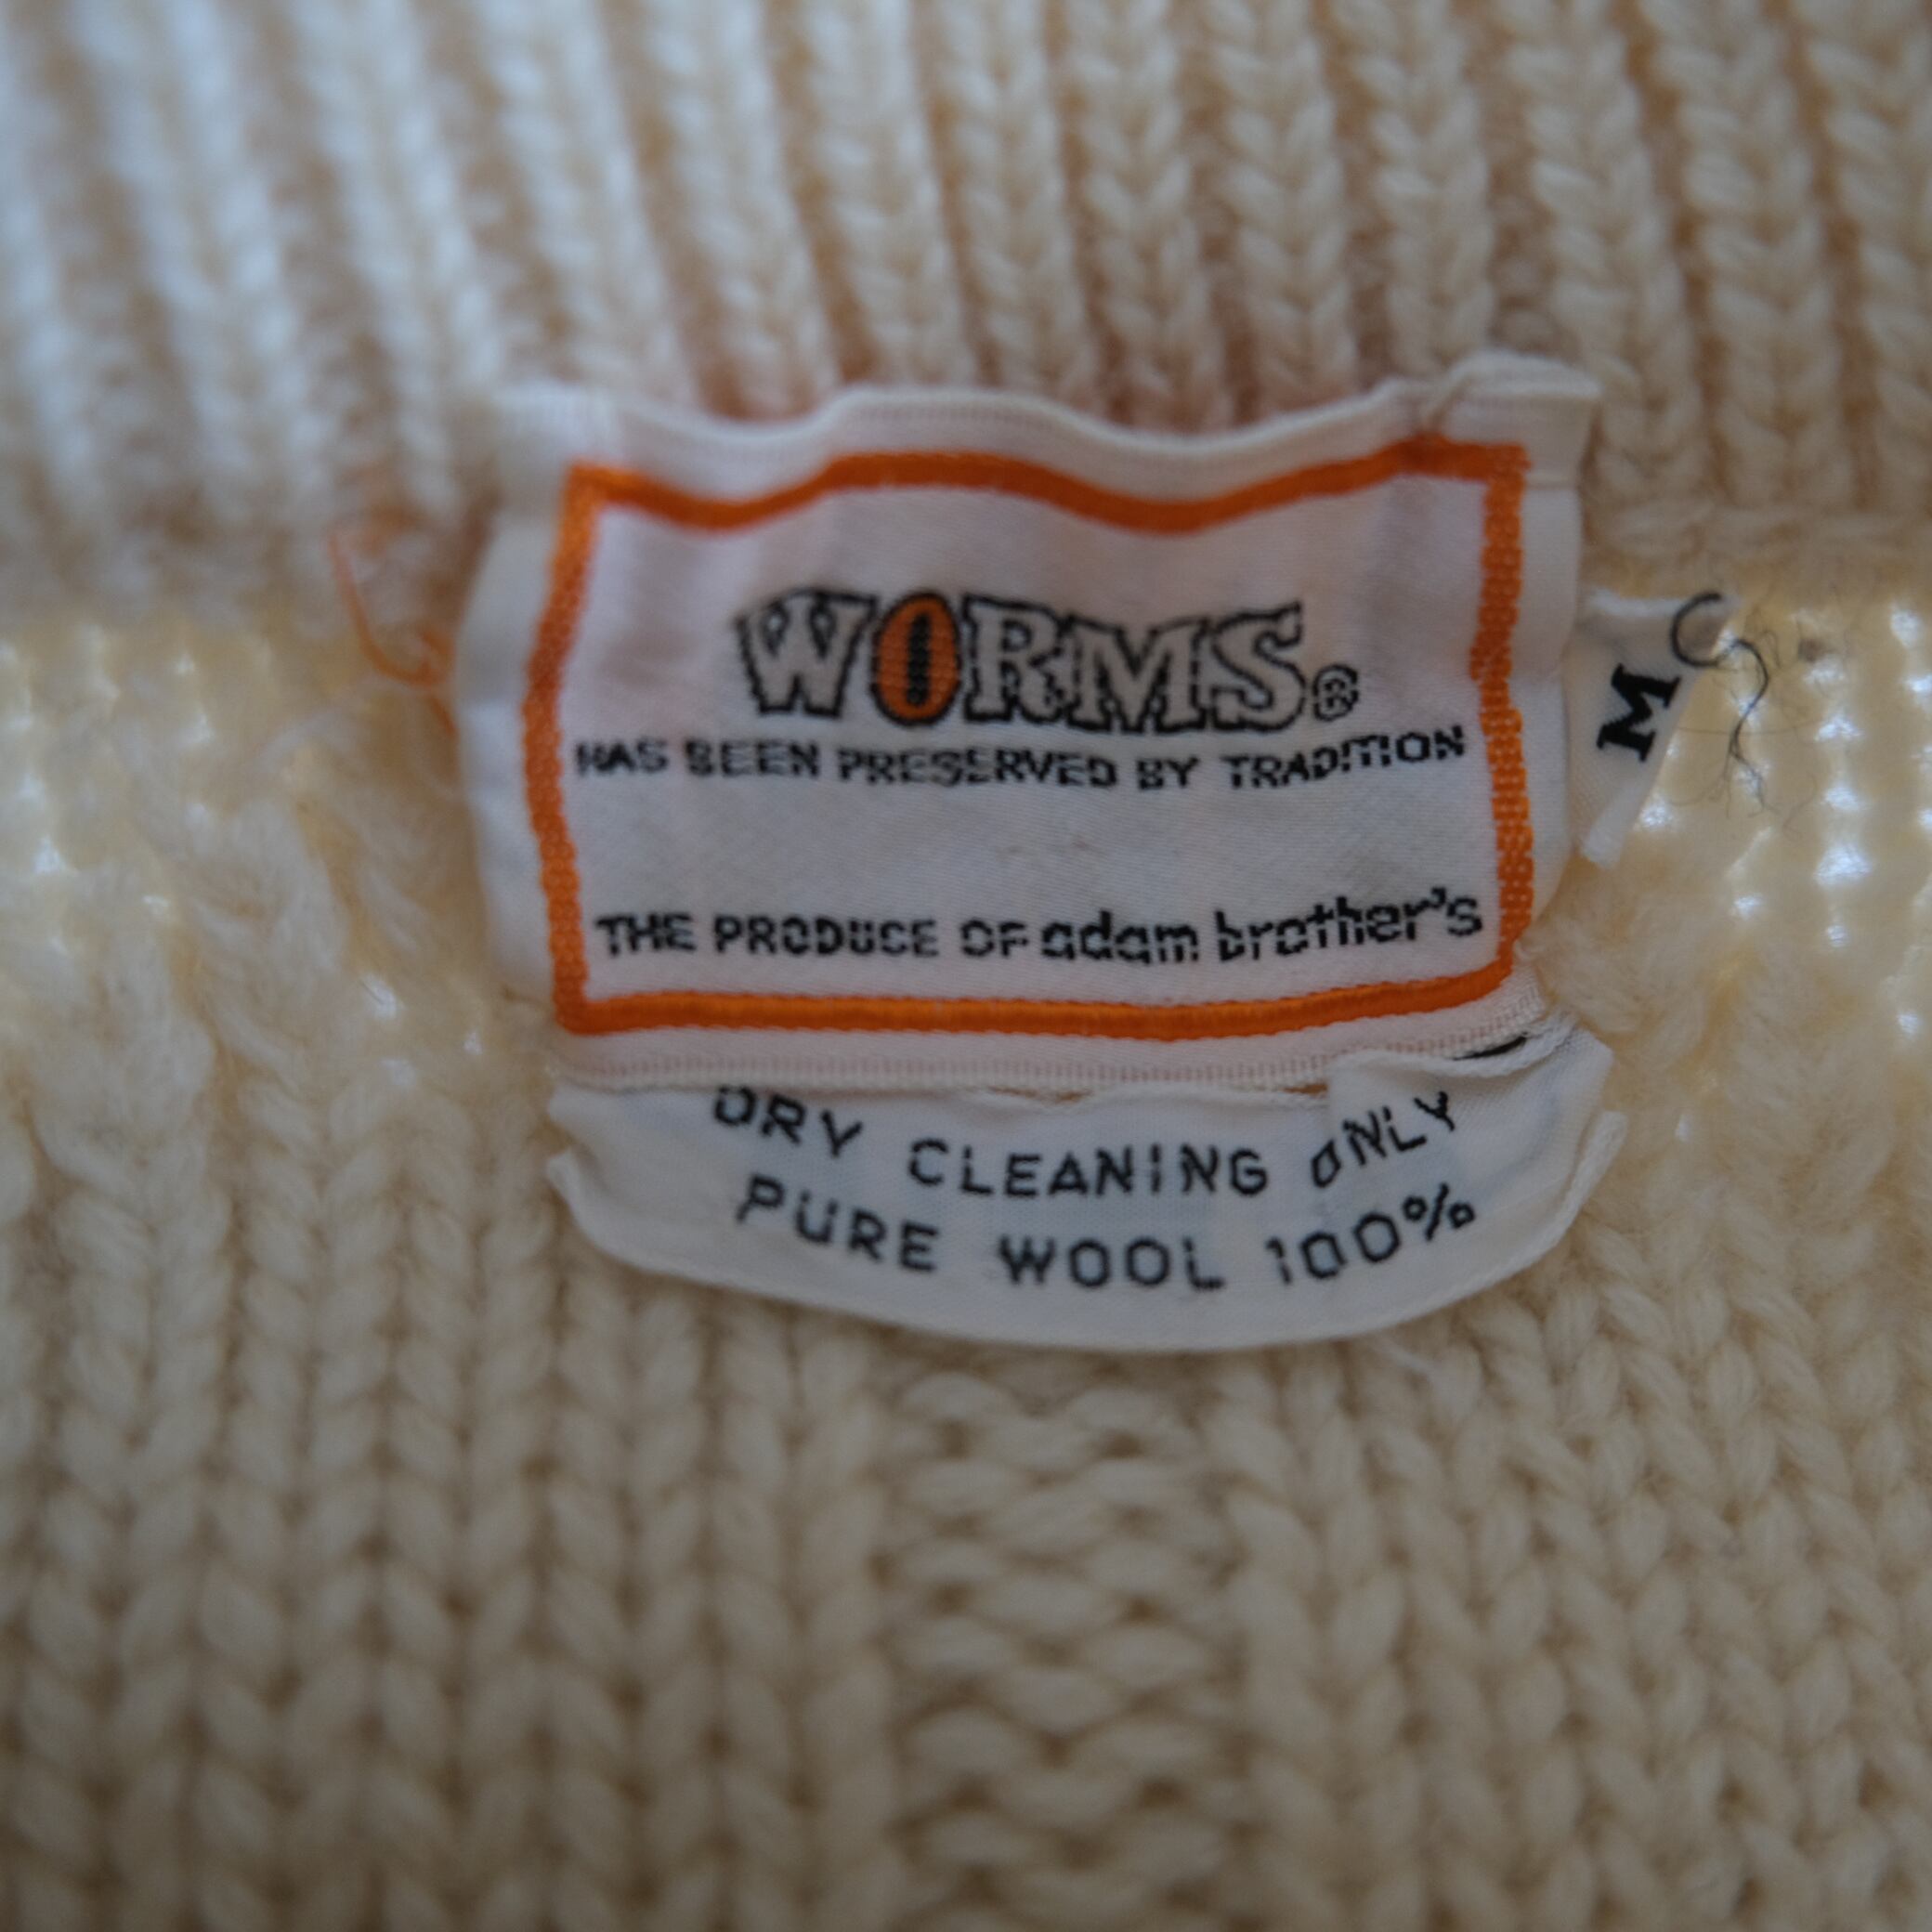 WORMS®
HAS BEEN PRESERVED BY TRADITION
THE PRODUCE OF adam brother's
M
DRY CLEANING ONLY
PURE WOOL 100%